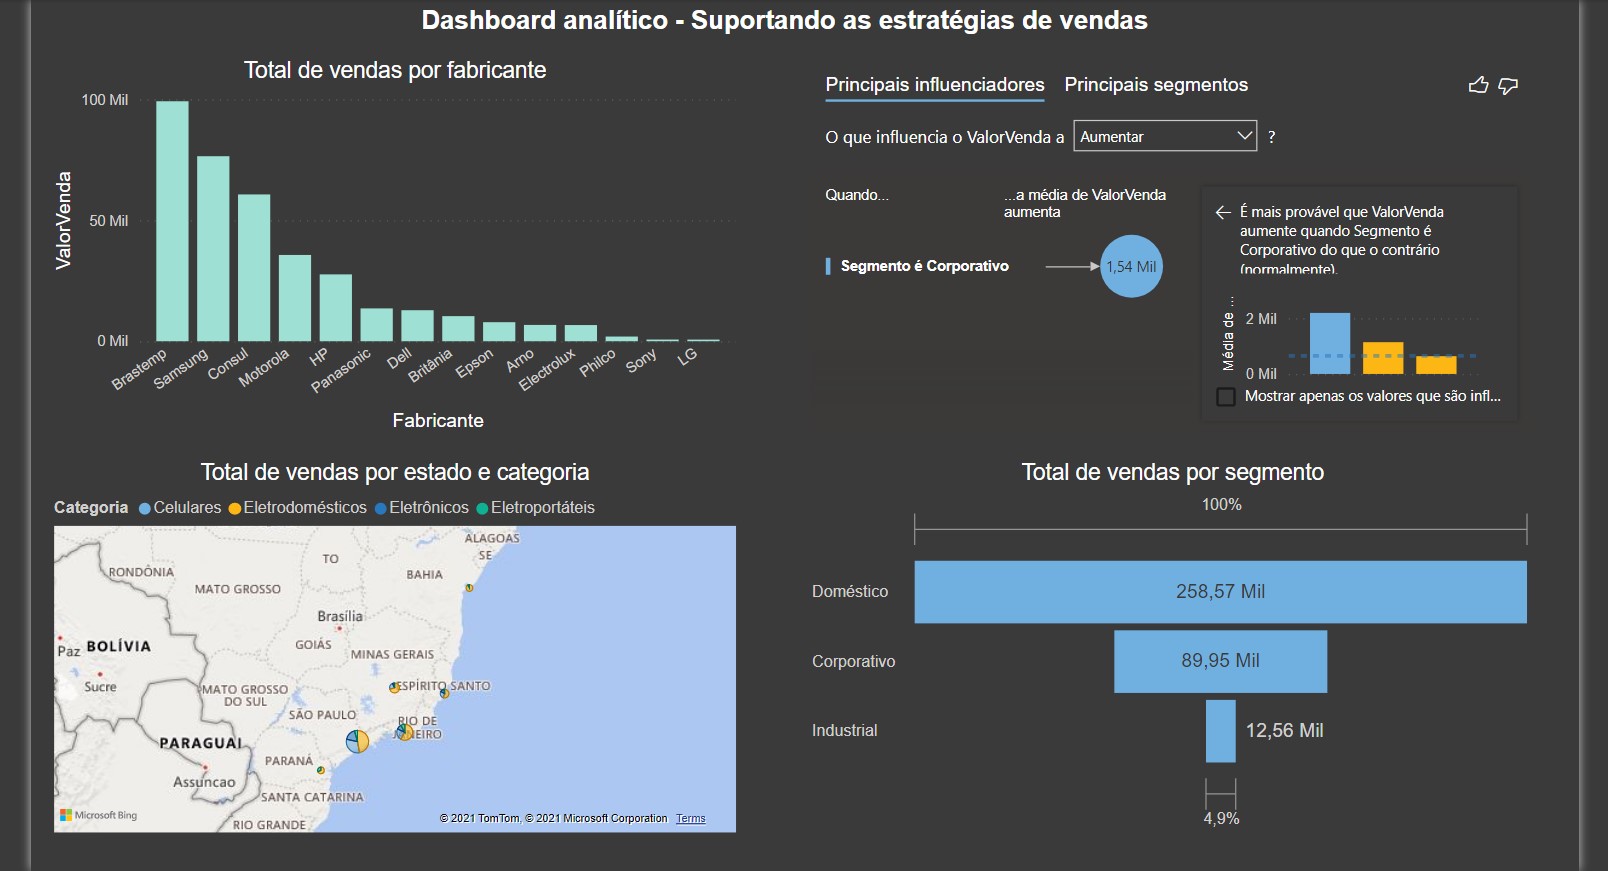 Dashboard analítico - Suportando as estratégias de vendas
Total de vendas por fabricante
ValorVenda
100 Mil
50 Mil
0 Mil
Brastemp
Samsung
Consul
Motorola
HP
Panasonic
Dell
Britânia
Epson
Arno
Electrolux
Philco
Sony
LG
Fabricante
Principais influenciadores Principais segmentos
O que influencia o ValorVenda a Aumentar ?
Quando...
...a média de ValorVenda
aumenta
Segmento é Corporativo
1,54 Mil
É mais provável que ValorVenda
aumente quando Segmento é
Corporativo do que o contrário
(normalmente).
Média de ...
2 Mil
0 Mil
Mostrar apenas os valores que são infl...
Total de vendas por estado e categoria
Categoria Celulares Eletrodomésticos Eletrônicos Eletroportáteis
ALAGOAS
SE
TO
RONDÔNIA
BAHIA
MATO GROSSO
Brasília
GOIÁS
Paz
BOLÍVIA
MINAS GERAIS
Sucre
MATO GROSSO
DO SUL
ESPÍRITO SANTO
SÃO PAULO
RIO DE
JANEIRO
PARAGUAI
PARANÁ
Assuncao
SANTA CATARINA
RIO GRANDE
Microsoft Bing
© 2021 TomTom, © 2021 Microsoft Corporation Terms
Total de vendas por segmento
100%
Doméstico
258,57 Mil
Corporativo
89,95 Mil
Industrial
12,56 Mil
4,9%